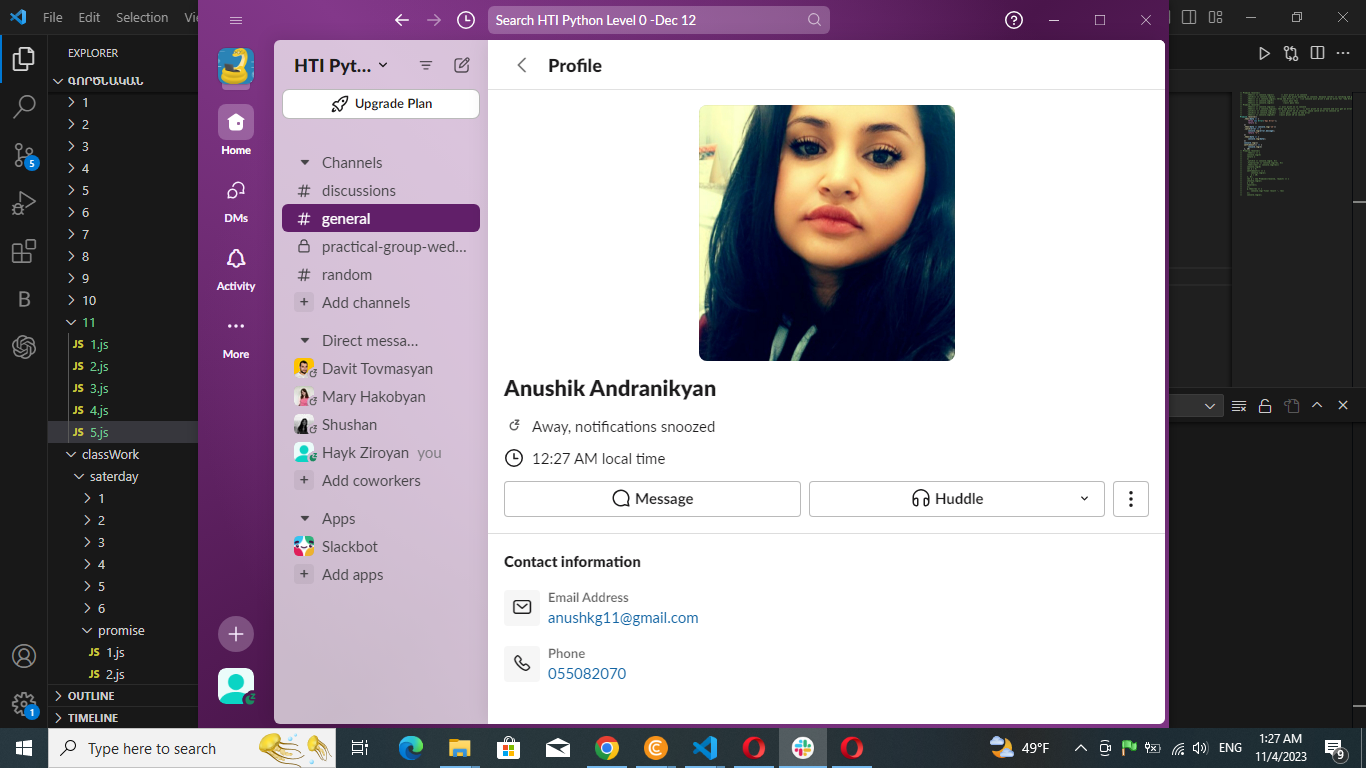 File Edit Selection Vi
EXPLORER
ԳՈՐԾՆԱԿԱՆ
1
2
3
4
5
6
7
8
9
10
11
JS 1.js
JS 2.js
JS 3.js
JS 4.js
JS 5.js
classWork
saterday
1
2
3
4
5
6
promise
JS 1.js
JS 2.js
OUTLINE
TIMELINE
B
5
1
Search HTI Python Level 0 -Dec 12
Home
DMs
Activity
More
HTI Pyt...
Upgrade Plan
Channels
# discussions
# general
practical-group-wed...
# random
+ Add channels
Direct messa...
Davit Tovmasyan
Mary Hakobyan
Shushan
Hayk Ziroyan you
+ Add coworkers
Apps
Slackbot
+ Add apps
Profile
Anushik Andranikyan
Away, notifications snoozed
12:27 AM local time
Message
Huddle
Contact information
Email Address
anushkg11@gmail.com
Phone
055082070
Type here to search
49°F
ENG
1:27 AM
11/4/2023
9